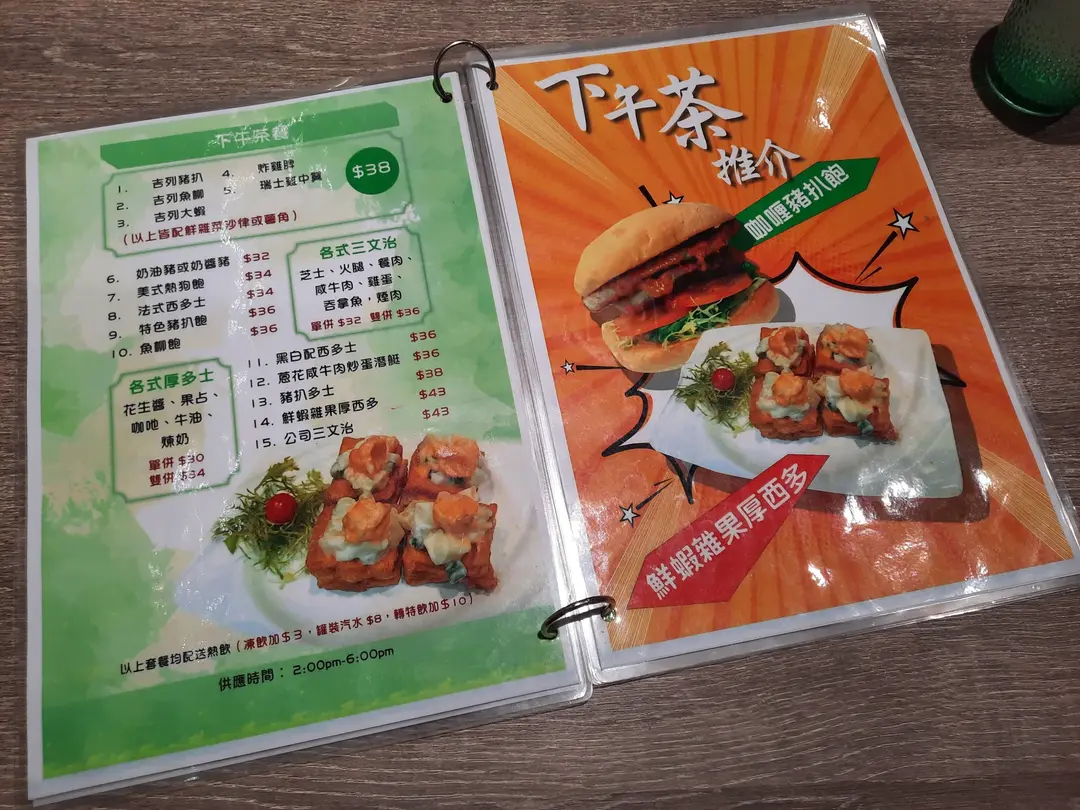 下午茶餐
1. 吉列豬扒
2. 吉列魚柳
3. 吉列大蝦
4. 炸雞脾
5. 瑞士雞中翼
$38
(以上皆配鮮雜菜沙律或薯角)
6. 奶油豬或奶醬豬 $32
7. 美式熱狗飽 $34
8. 法式西多士 $34
9. 特色豬扒飽 $36
10. 魚柳飽 $36
各式三文治
芝士、火腿、餐肉、
咸牛肉、雞蛋、
吞拿魚，煙肉
單併 $32 雙併 $36
各式厚多士
花生醬、果占、
咖吔、牛油、
煉奶
單併 $30
雙併 $34
11. 黑白配西多士 $36
12. 蔥花咸牛肉炒蛋潛艇 $36
13. 豬扒多士 $38
14. 鮮蝦雜果厚西多 $43
15. 公司三文治 $43
以上套餐均配送熱飲 (凍飲加$3，罐裝汽水 $8，轉特飲加$10)
供應時間： 2:00pm-6:00pm
下午茶
推介
咖喱豬扒飽
鮮蝦雜果厚西多